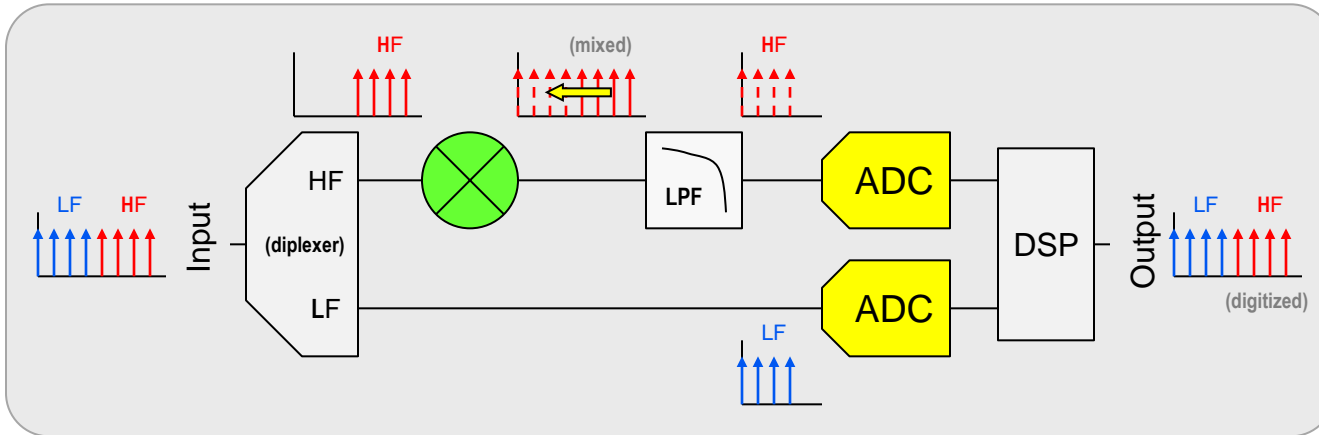 HF
(mixed)
HF
LF
HF
Input
HF
(diplexer)
LF
LPF
ADC
ADC
LF
DSP
Output
LF
HF
(digitized)